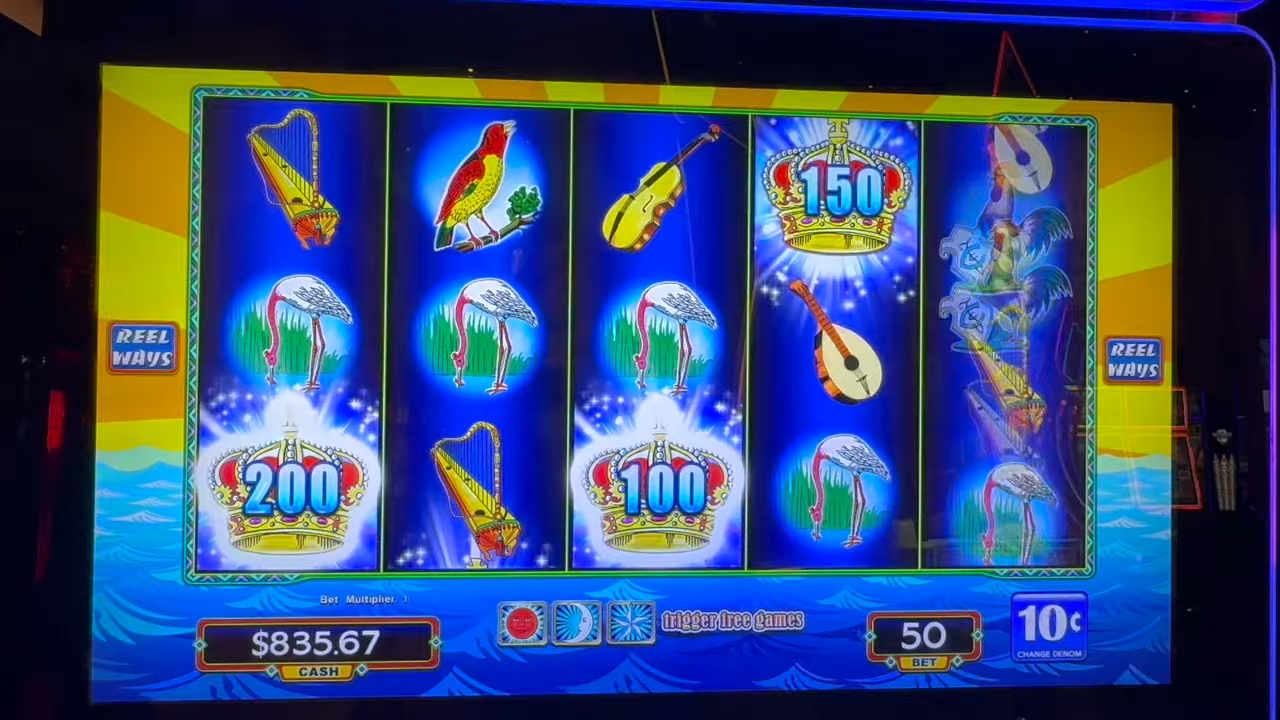 150
REEL
WAYS
REEL
WAYS
200
100
Bet Multiplier 1
$835.67
CASH
trigger free games
50
BET
10¢
CHANGE DENOM